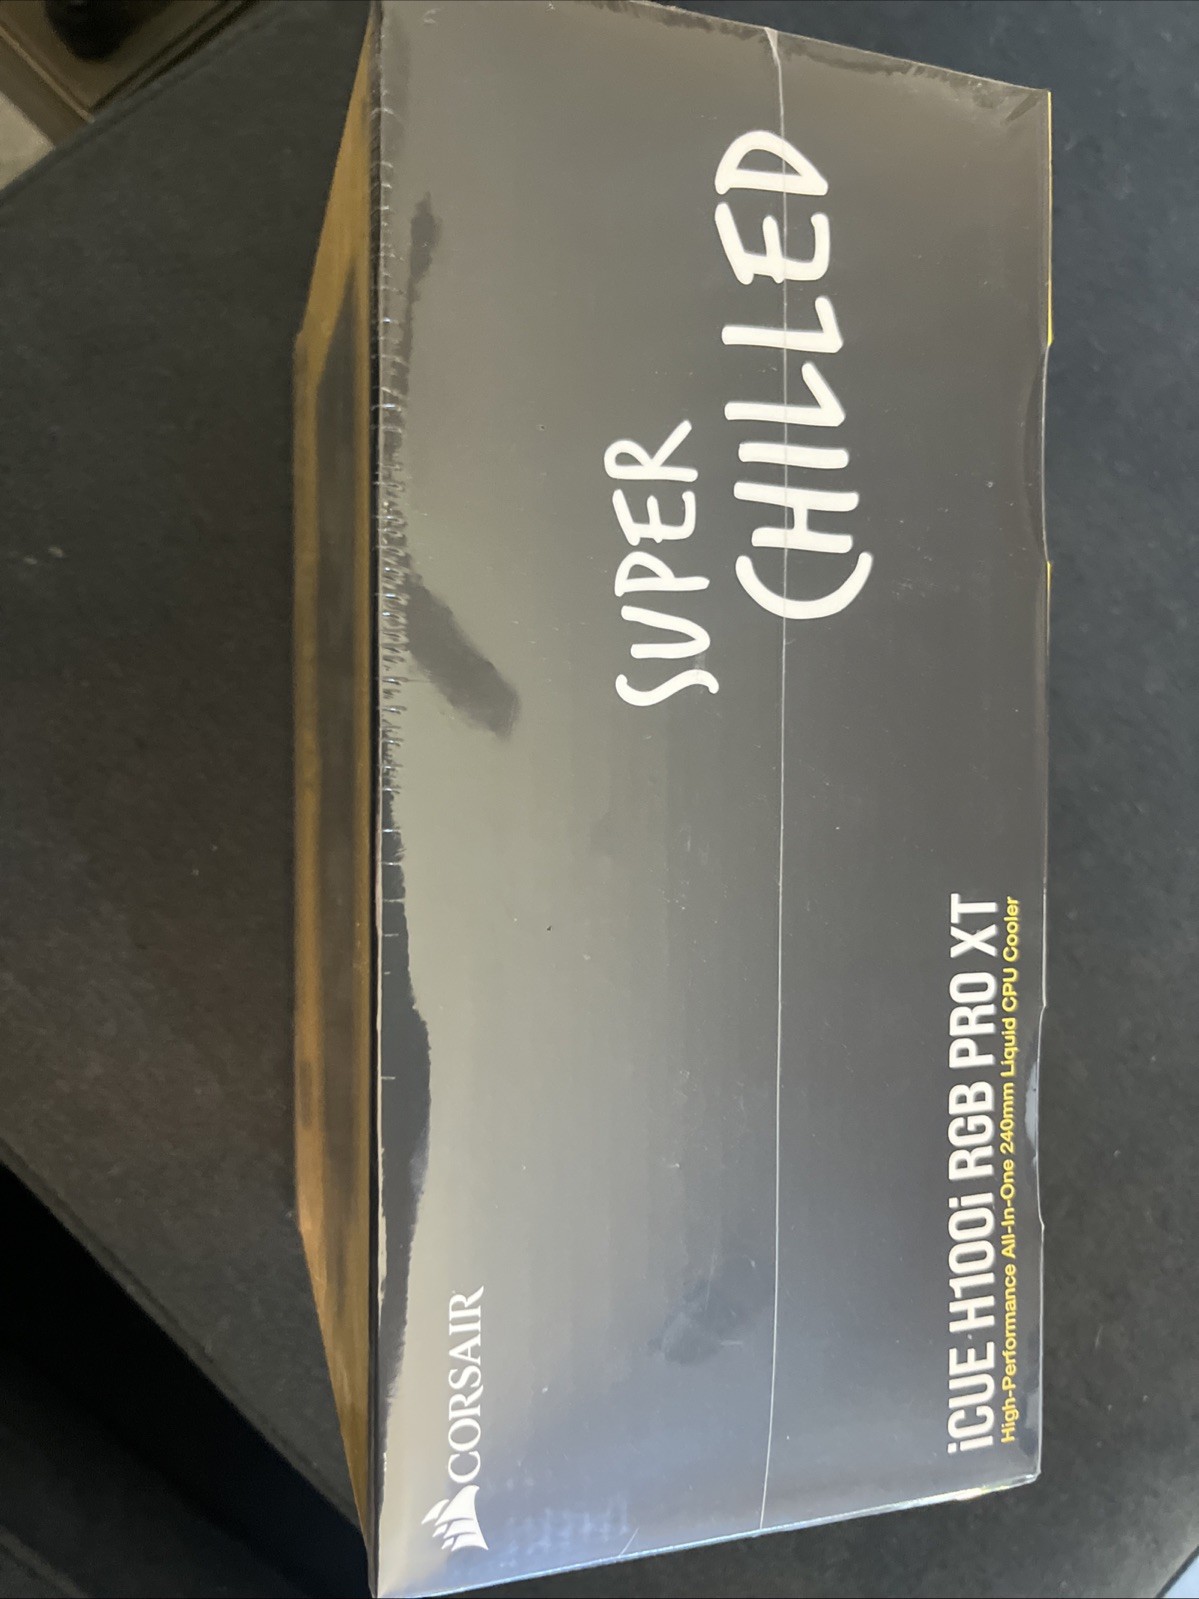 CORSAIR
SUPER
CHILLED
iCUE H100i RGB PRO XT
High-Performance All-In-One 240mm Liquid CPU Cooler